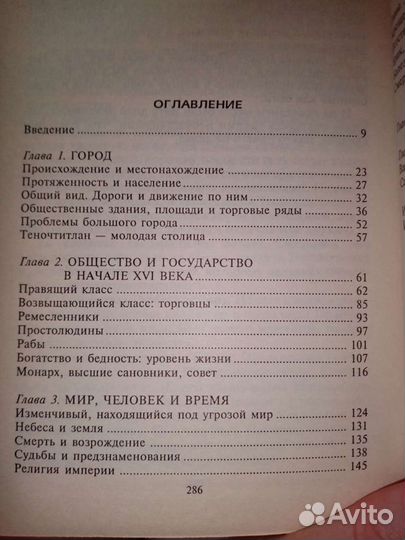 ОГЛАВЛЕНИЕ
Введение 9
Глава 1. ГОРОД
Происхождение и местонахождение 23
Протяженность и население 27
Общий вид. Дороги и движение по ним 32
Общественные здания, площади и торговые ряды 36
Проблемы большого города 52
Теночтитлан — молодая столица 57
Глава 2. ОБЩЕСТВО И ГОСУДАРСТВО
В НАЧАЛЕ XVI ВЕКА 61
Правящий класс 62
Возвышающийся класс: торговцы 85
Ремесленники 93
Простолюдины 97
Рабы 101
Богатство и бедность: уровень жизни 107
Монарх, высшие сановники, совет 116
Глава 3. МИР, ЧЕЛОВЕК И ВРЕМЯ
Изменчивый, находящийся под угрозой мир 124
Небеса и земля 131
Смерть и возрождение 135
Судьбы и предзнаменования 138
Религия империи 145
286
Avito